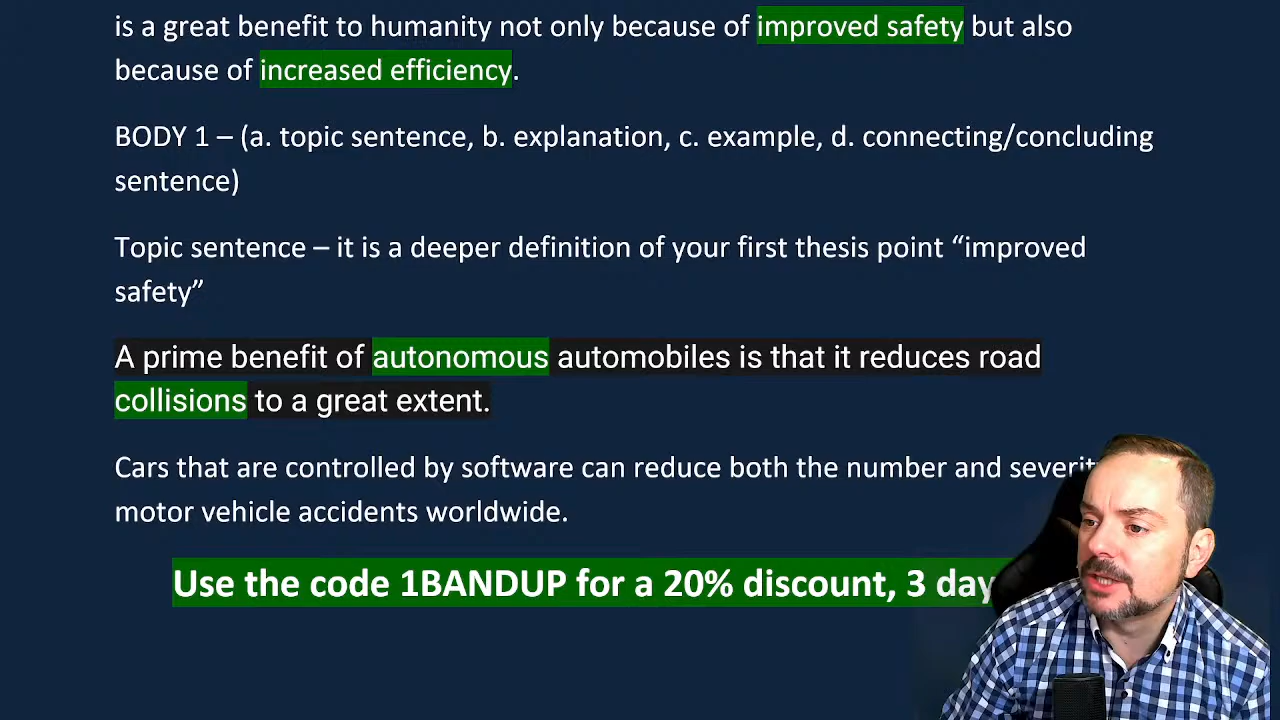 is a great benefit to humanity not only because of improved safety but also
because of increased efficiency.
BODY 1 – (a. topic sentence, b. explanation, c. example, d. connecting/concluding
sentence)
Topic sentence – it is a deeper definition of your first thesis point “improved
safety”
A prime benefit of autonomous automobiles is that it reduces road
collisions to a great extent.
Cars that are controlled by software can reduce both the number and
motor vehicle accidents worldwide.
Use the code 1BANDUP for a 20% discount, 3